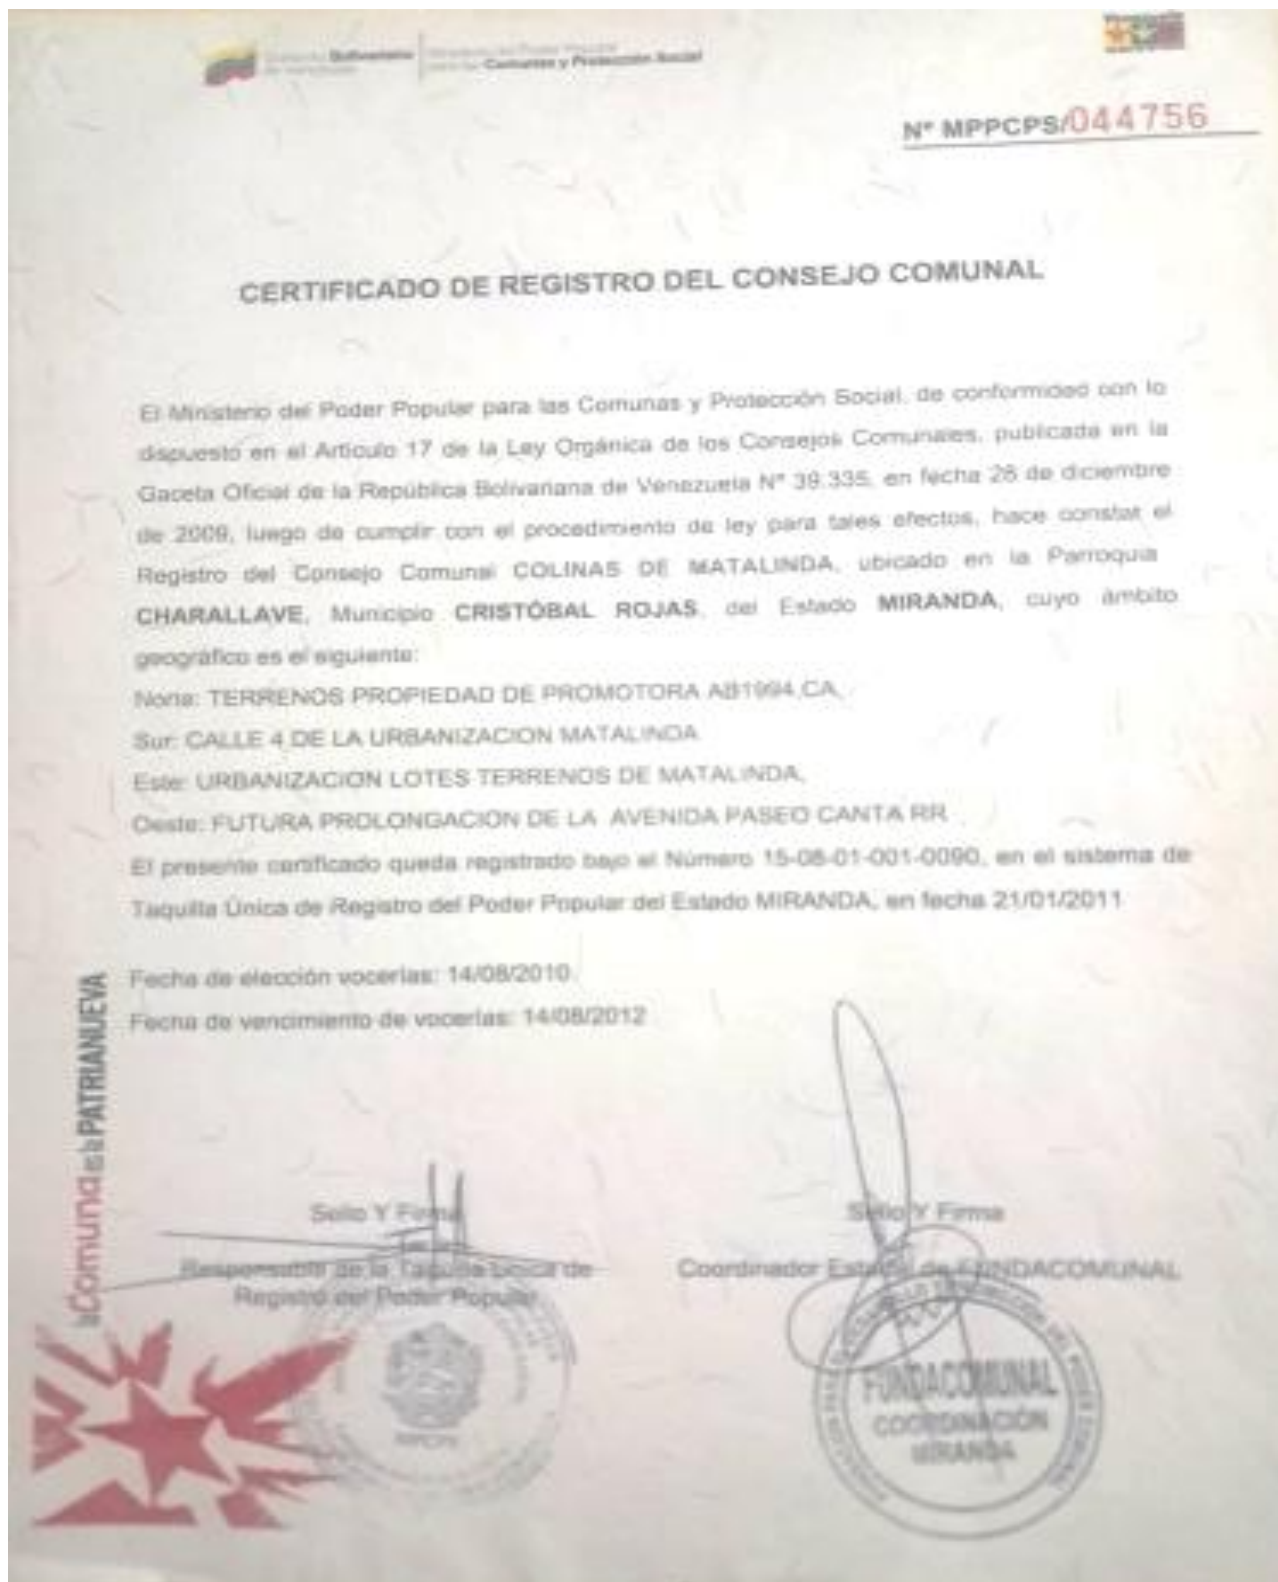 Bolivariano
Comunas y Protección Social
N° MPPCPS/044756
CERTIFICADO DE REGISTRO DEL CONSEJO COMUNAL
El Ministerio del Poder Popular para las Comunas y Protección Social, de conformidad con lo
dispuesto en el Articulo 17 de la Ley Orgánica de los Consejos Comunales, publicada en la
Gaceta Oficial de la República Bolivariana de Venezuela N° 39.335, en fecha 28 de diciembre
de 2009, luego de cumplir con el procedimiento de ley para tales efectos, hace constar el
Registro del Consejo Comunal COLINAS DE MATALINDA, ubicado en la Parroquia
CHARALLAVE, Municipio CRISTÓBAL ROJAS, del Estado MIRANDA, cuyo ámbito
geográfico es el siguiente:
Norte: TERRENOS PROPIEDAD DE PROMOTORA AB1994,CA,
Sur: CALLE 4 DE LA URBANIZACION MATALINDA
Este: URBANIZACION LOTES TERRENOS DE MATALINDA,
Oeste: FUTURA PROLONGACION DE LA AVENIDA PASEO CANTA RR
El presente certificado queda registrado bajo el Número 15-08-01-001-0090, en el sistema de
Taquilla Única de Registro del Poder Popular del Estado MIRANDA, en fecha 21/01/2011
Fecha de elección vocerías: 14/08/2010.
Fecha de vencimiento de vocerías: 14/08/2012
laComuna es la PATRIANUEVA
Sello Y Firma
Responsable de la Taquilla Única de
Registro del Poder Popular
Sello Y Firma
Coordinador Estadal de FUNDACOMUNAL
FUNDACOMUNAL
COORDINACIÓN
MIRANDA